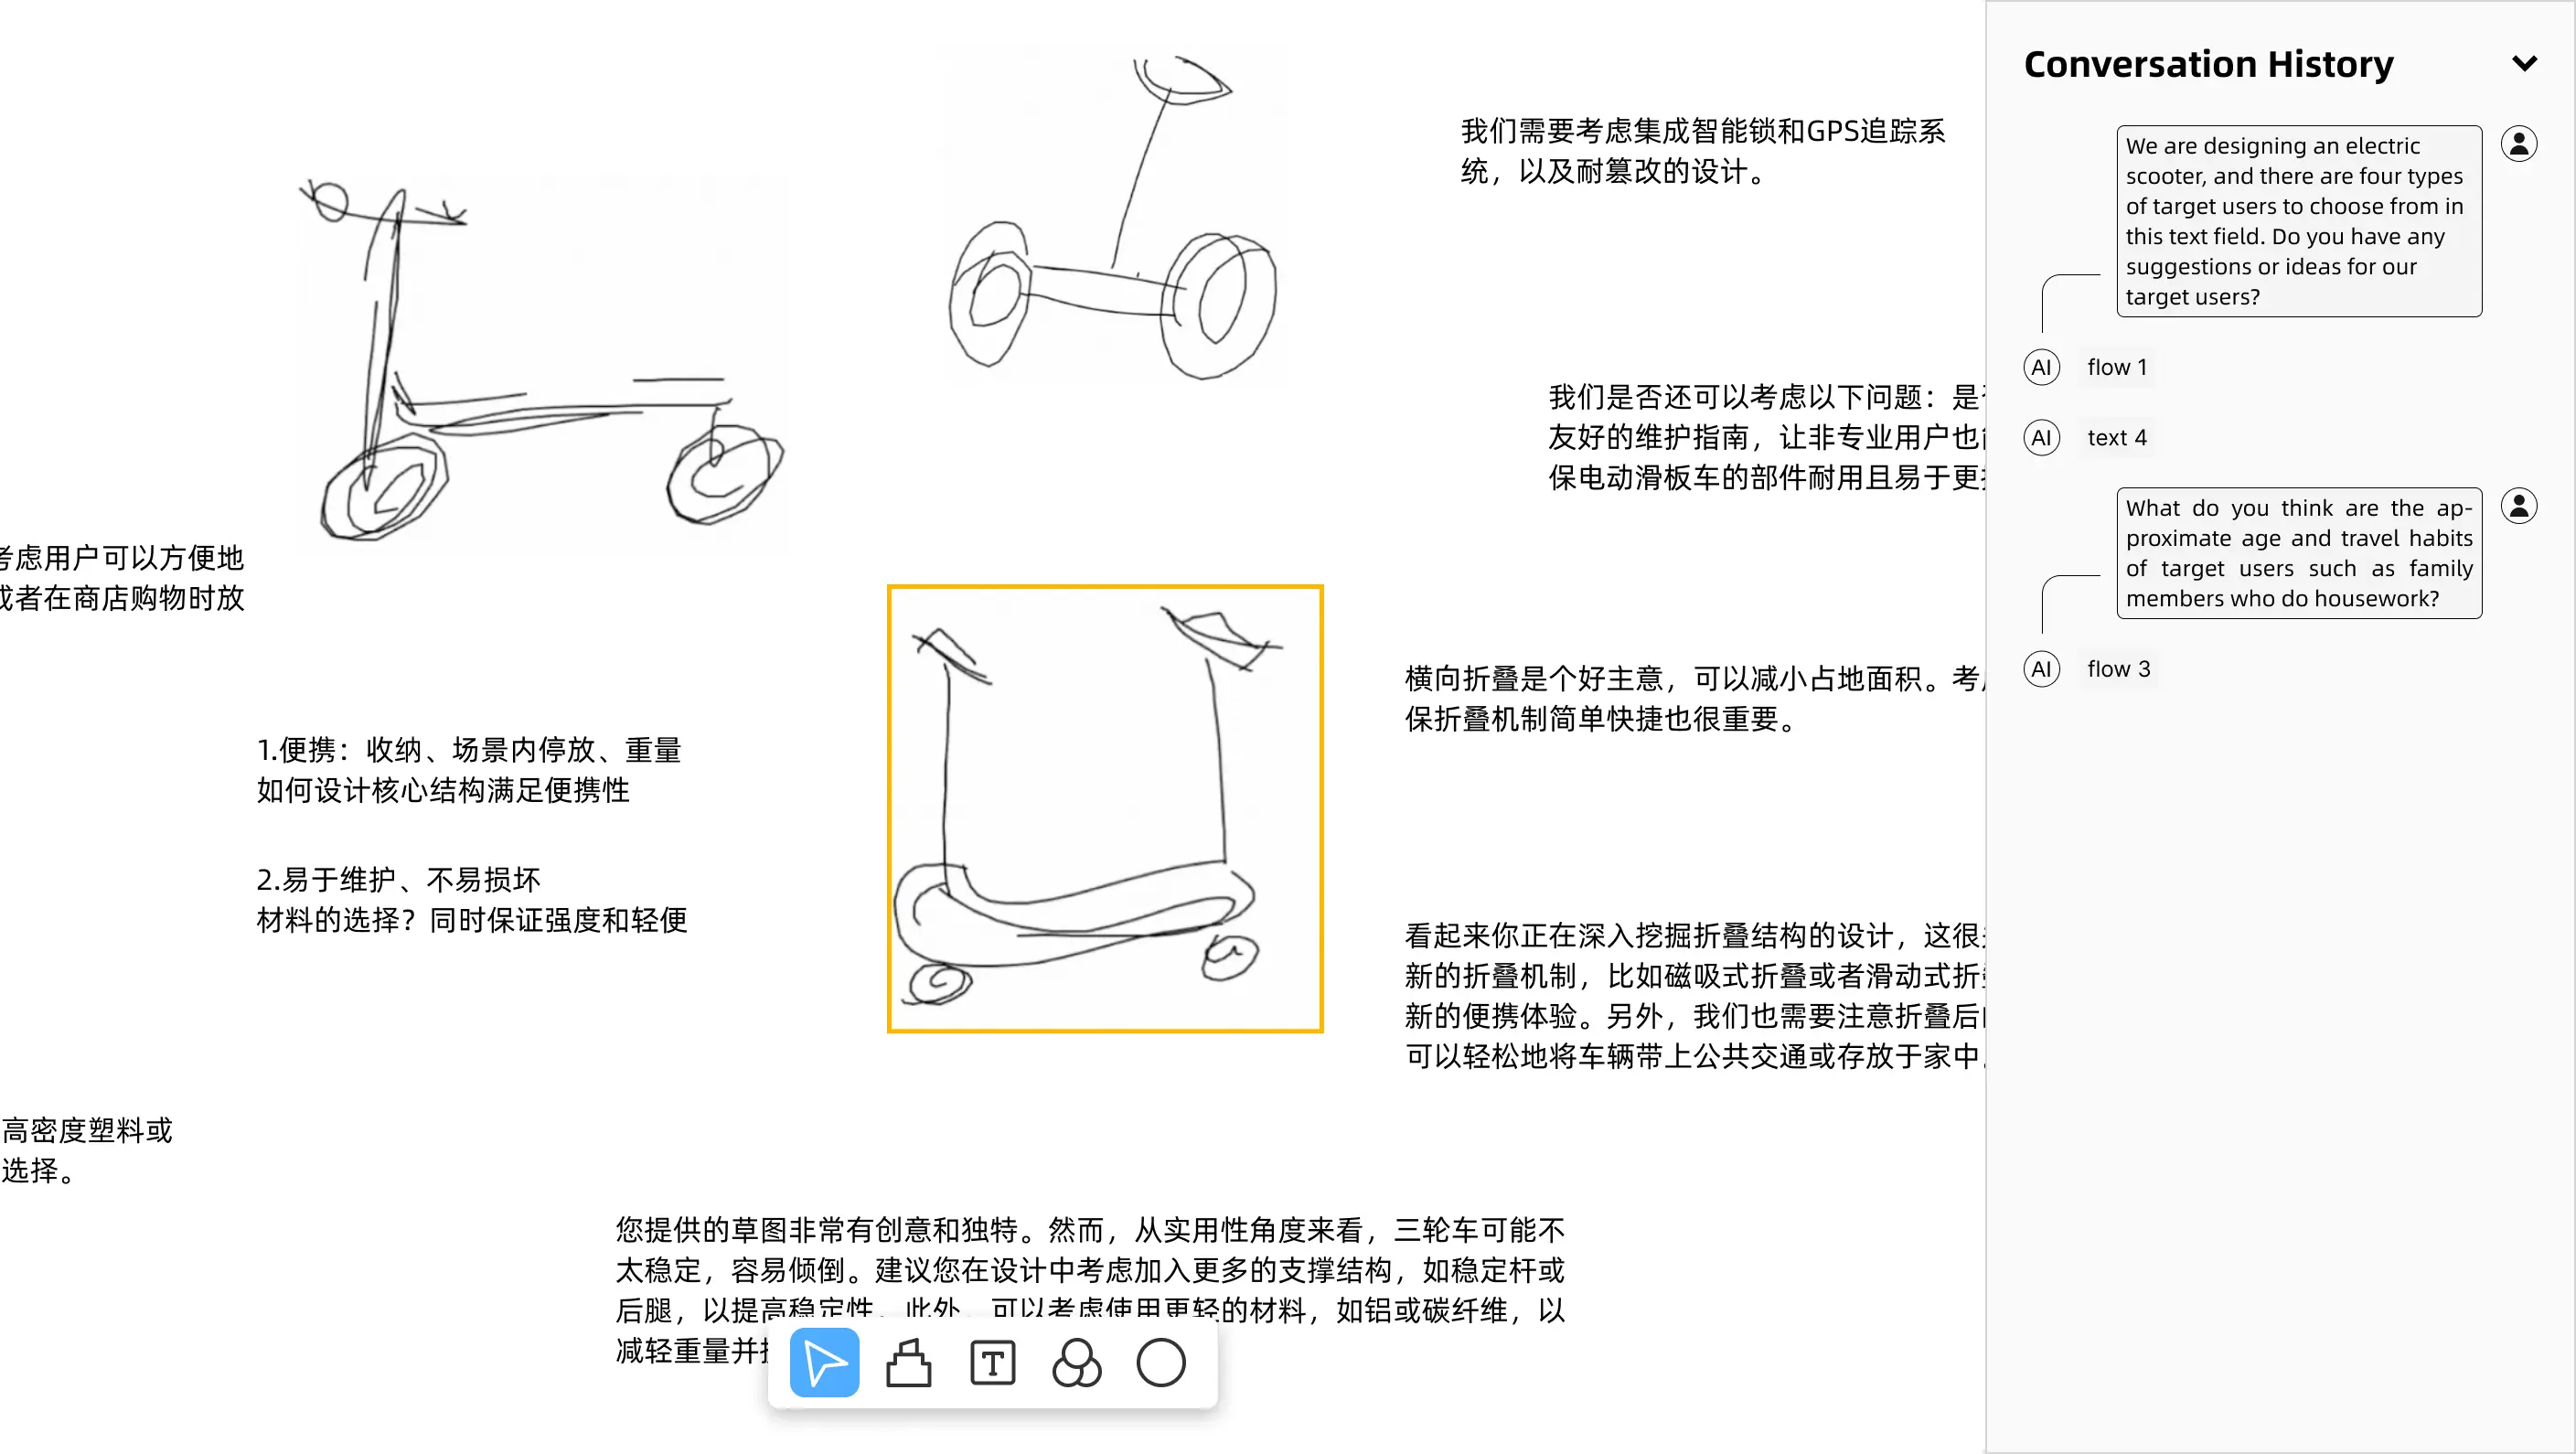 我们需要考虑集成智能锁和GPS追踪系
统，以及耐篡改的设计。
我们是否还可以考虑以下问题：是
友好的维护指南，让非专业用户也
保电动滑板车的部件耐用且易于更
考虑用户可以方便地
或者在商店购物时放
横向折叠是个好主意，可以减小占地面积。考
保折叠机制简单快捷也很重要。
1.便携：收纳、场景内停放、重量
如何设计核心结构满足便携性
2.易于维护、不易损坏
材料的选择？同时保证强度和轻便
看起来你正在深入挖掘折叠结构的设计，这很
新的折叠机制，比如磁吸式折叠或者滑动式折
新的便携体验。另外，我们也需要注意折叠后
可以轻松地将车辆带上公共交通或存放于家中
高密度塑料或
选择。
您提供的草图非常有创意和独特。然而，从实用性角度来看，三轮车可能不
太稳定，容易倾倒。建议您在设计中考虑加入更多的支撑结构，如稳定杆或
后腿，以提高稳定性。此外，可以考虑使用更轻的材料，如铝或碳纤维，以
减轻重量并
T
Conversation History
We are designing an electric
scooter, and there are four types
of target users to choose from in
this text field. Do you have any
suggestions or ideas for our
target users?
AI flow 1
AI text 4
What do you think are the ap-
proximate age and travel habits
of target users such as family
members who do housework?
AI flow 3